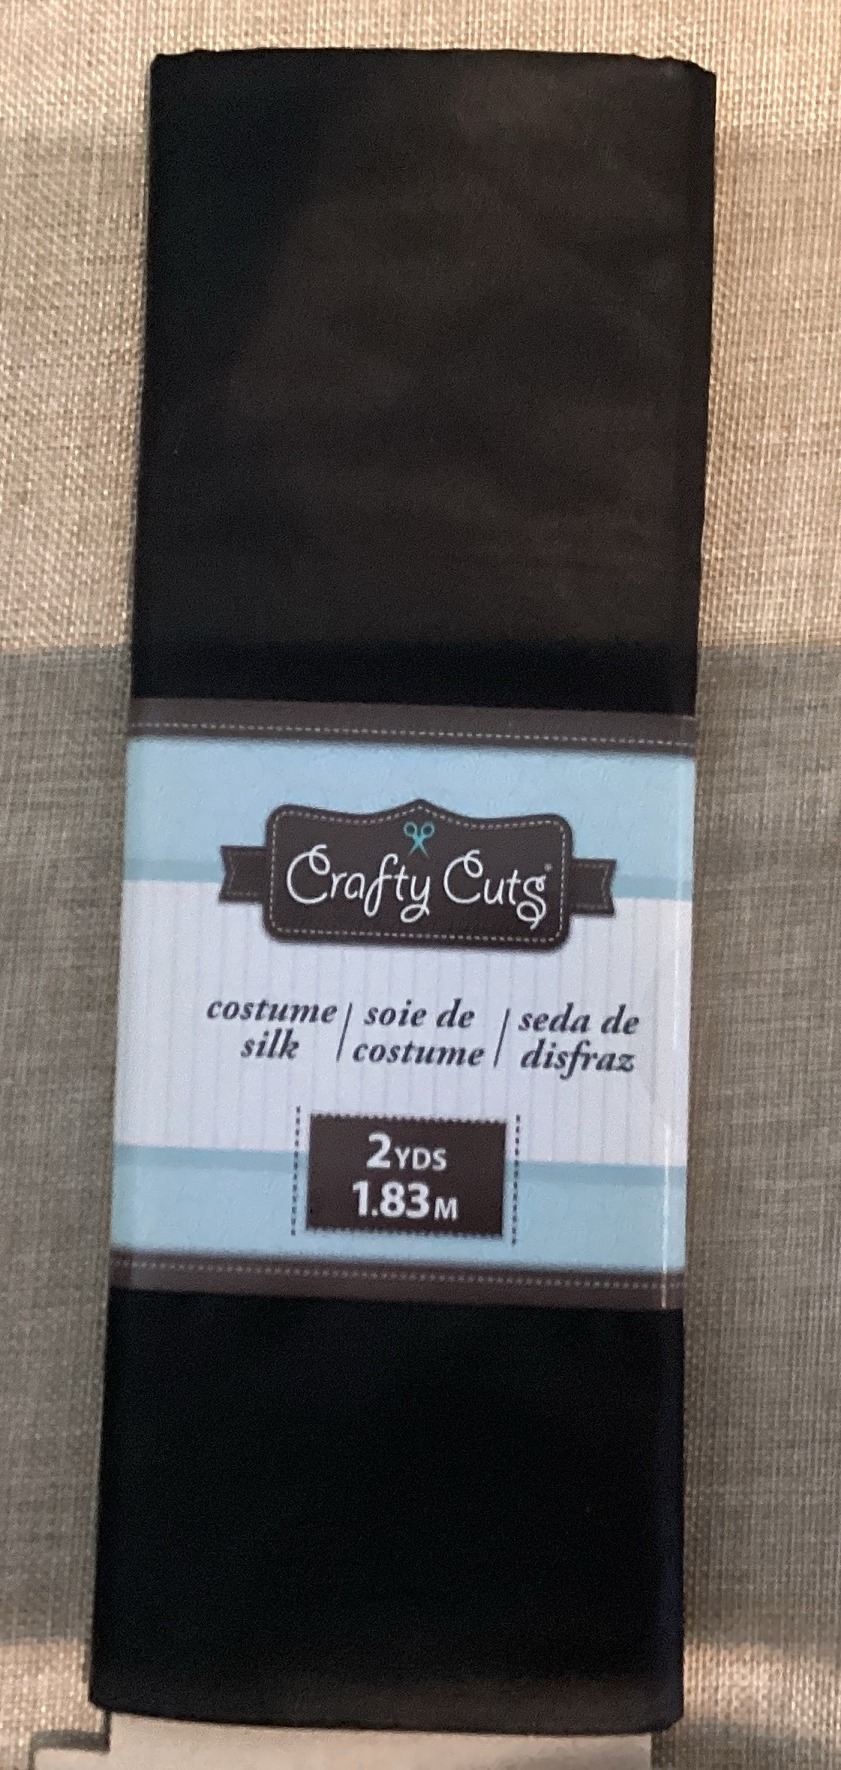 Crafty Cuts®
costume silk / soie de costume / seda de disfraz
2YDS
1.83M